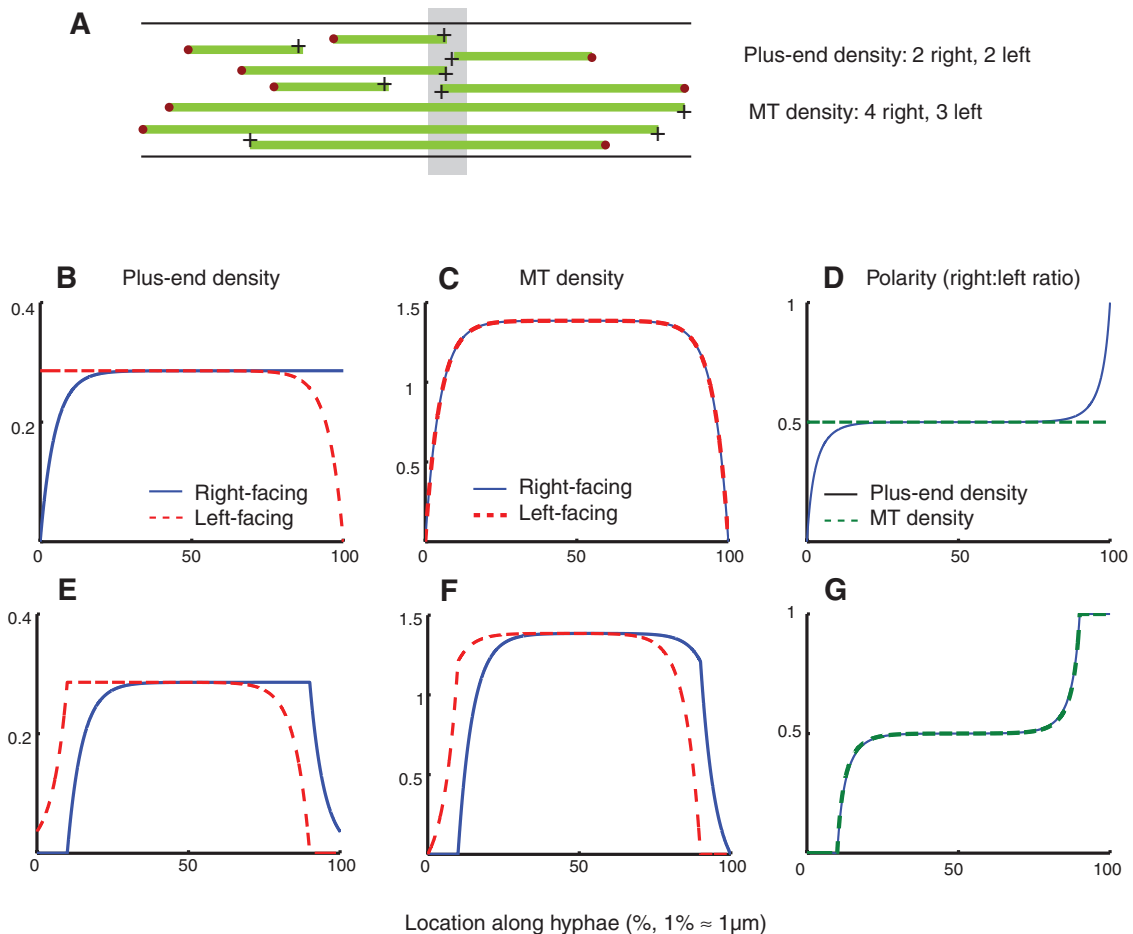 A
Plus-end density: 2 right, 2 left
MT density: 4 right, 3 left
B Plus-end density
0.4
0.2
Right-facing
Left-facing
0 50 100
C MT density
1.5
1
1.5
Right-facing
Left-facing
0 50 100
D Polarity (right:left ratio)
1
0.5
Plus-end density
MT density
0 50 100
E
0.4
0.2
0 50 100
F
1.5
1
0.5
0 50 100
G
1
0.5
0 50 100
Location along hyphae (%, 1% ≈ 1μm)